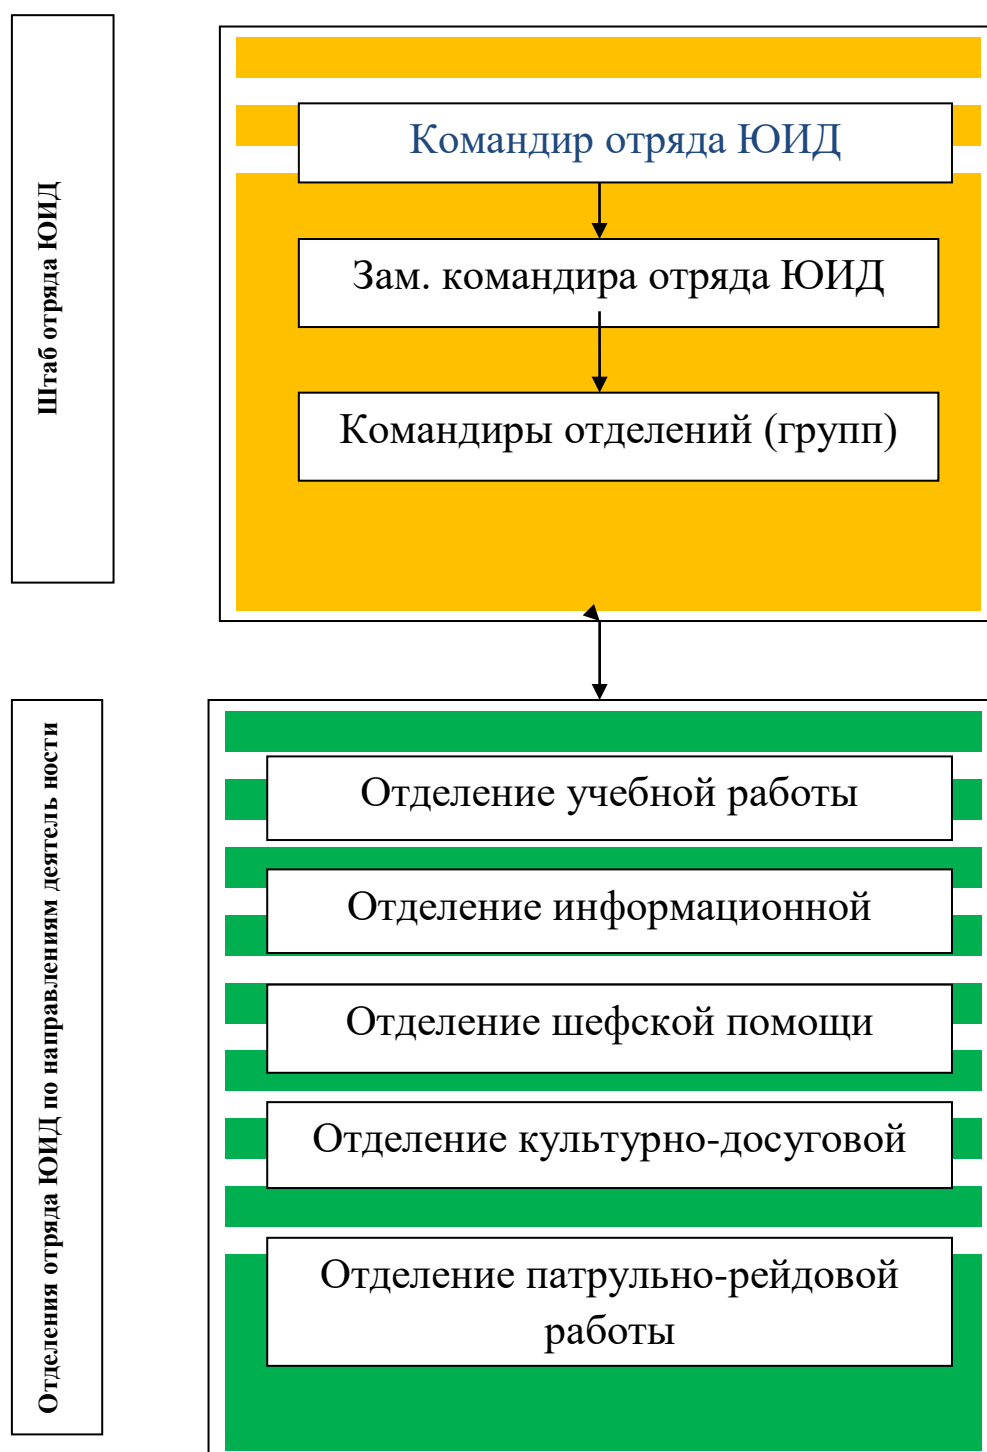 Штаб отряда ЮИД
Командир отряда ЮИД
Зам. командира отряда ЮИД
Командиры отделений (групп)
Отделения отряда ЮИД по направлениям деятель ности
Отделение учебной работы
Отделение информационной
Отделение шефской помощи
Отделение культурно-досуговой
Отделение патрульно-рейдовой
работы